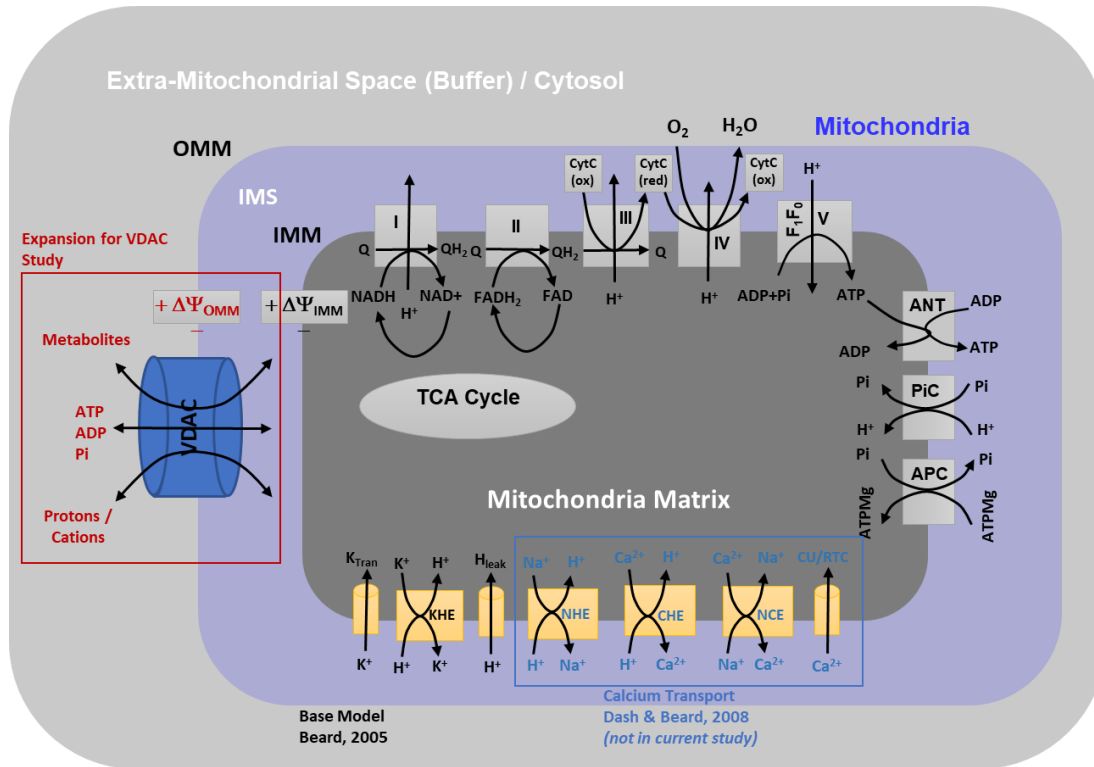 Extra-Mitochondrial Space (Buffer) / Cytosol
Mitochondria
OMM
IMS
IMM
O₂
H₂O
CytC
(ox)
CytC
(red)
CytC
(ox)
H⁺
I
II
III
IV
F₁F₀
V
Q
QH₂
Q
QH₂
Q
NADH
NAD+
H⁺
FADH₂
FAD
H⁺
H⁺
ADP+Pi
ATP
Expansion for VDAC
Study
+ ΔΨOMM
–
+ ΔΨIMM
–
Metabolites
ATP
ADP
Pi
VDAC
Protons /
Cations
TCA Cycle
Mitochondria Matrix
ANT
ADP
ADP
ATP
Pi
PiC
Pi
H⁺
H⁺
Pi
APC
Pi
ATPMg
ATPMg
KTran
K⁺
H⁺
Hleak
Na⁺
H⁺
Ca²⁺
H⁺
Ca²⁺
Na⁺
CU/RTC
KHE
NHE
CHE
NCE
K⁺
H⁺
K⁺
H⁺
H⁺
Na⁺
H⁺
Ca²⁺
Na⁺
Ca²⁺
Ca²⁺
Calcium Transport
Dash & Beard, 2008
(not in current study)
Base Model
Beard, 2005